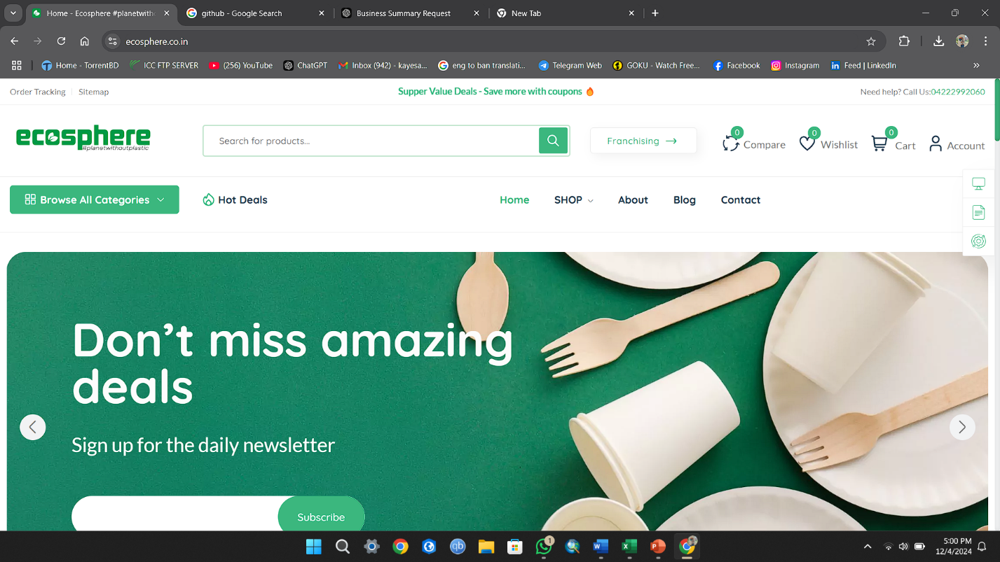 Home - Ecosphere #planetwith
github - Google Search
Business Summary Request
New Tab
ecosphere.co.in
Home - TorrentBD
ICC FTP SERVER
(256) YouTube
ChatGPT
Inbox (942) - kayesa...
eng to ban translati...
Telegram Web
GOKU - Watch Free...
Facebook
Instagram
Feed | LinkedIn
Order Tracking
Sitemap
Supper Value Deals - Save more with coupons 🔥
Need help? Call Us:04222992060
ecosphere
#planetwithoutplastic
Search for products...
Franchising →
0
Compare
0
Wishlist
0
Cart
Account
Browse All Categories
Hot Deals
Home
SHOP
About
Blog
Contact
Don't miss amazing
deals
Sign up for the daily newsletter
Subscribe
qb
1
5:00 PM
12/4/2024